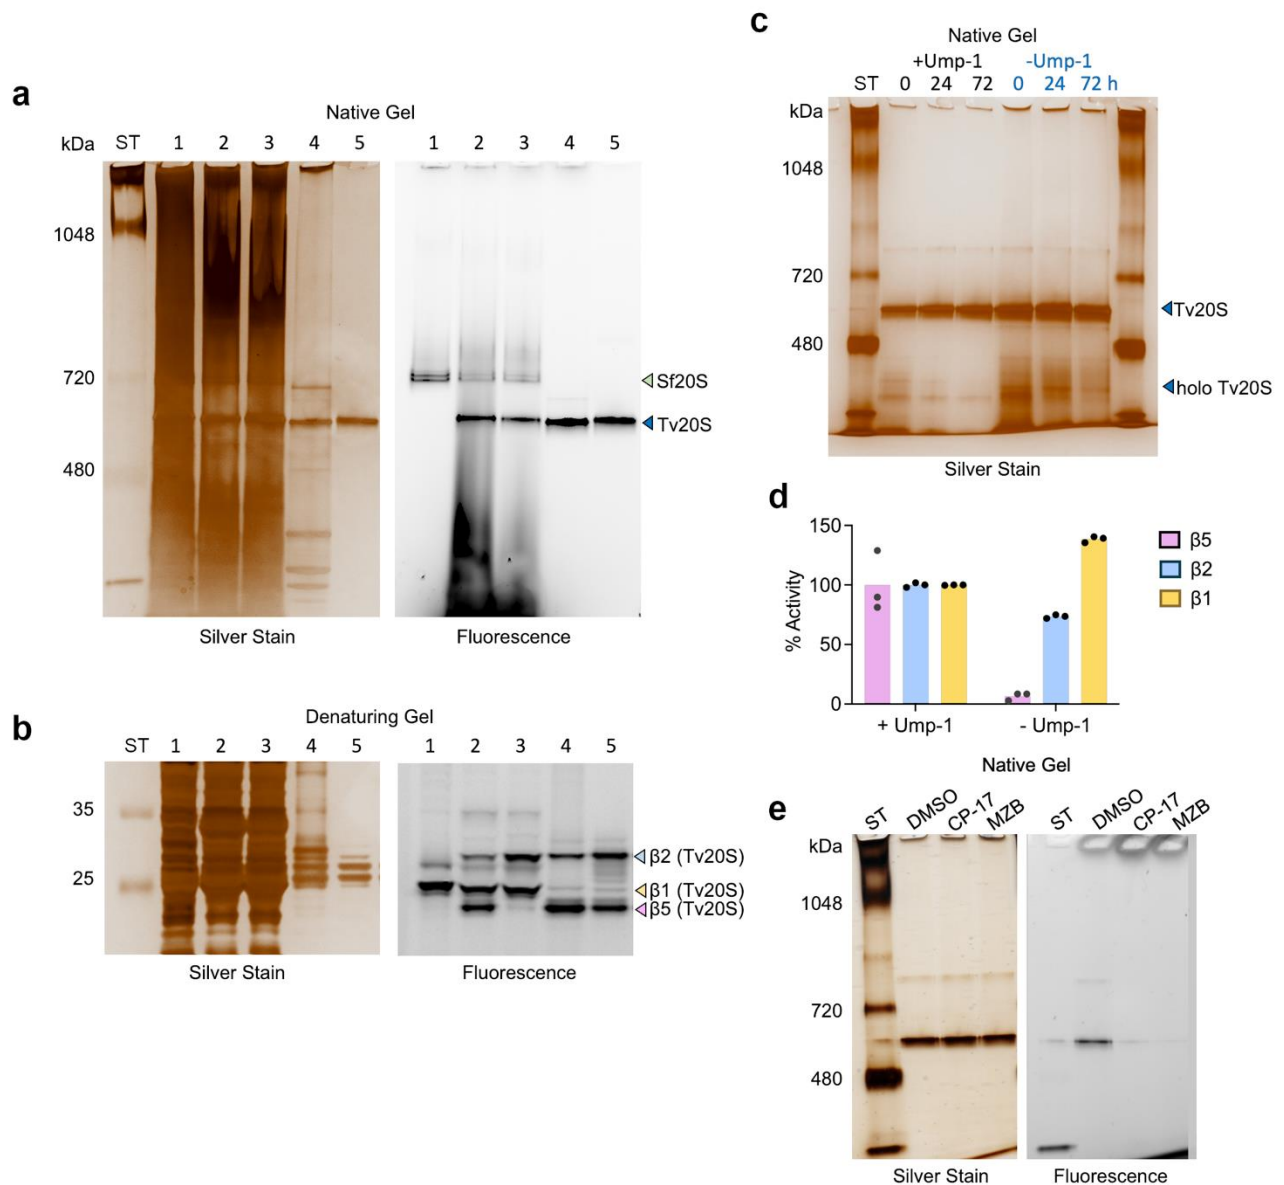 a
Native Gel
kDa ST 1 2 3 4 5 1 2 3 4 5
1048
720
480
Sf20S
Tv20S
Silver Stain Fluorescence
b
Denaturing Gel
ST 1 2 3 4 5 1 2 3 4 5
35
25
β2 (Tv20S)
β1 (Tv20S)
β5 (Tv20S)
Silver Stain Fluorescence
c
Native Gel
+Ump-1 -Ump-1
ST 0 24 72 0 24 72 h
kDa
1048
720
480
Tv20S
holo Tv20S
Silver Stain
d
% Activity
150
100
50
0
+ Ump-1 - Ump-1
β5
β2
β1
e
Native Gel
ST DMSO CP-17 MZB ST DMSO CP-17 MZB
kDa
1048
720
480
Silver Stain Fluorescence